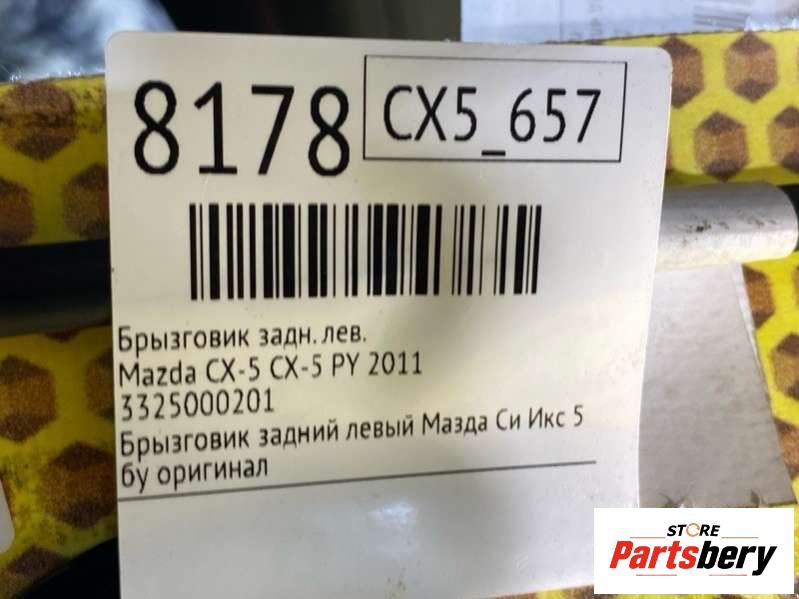 8178
CX5_657
Брызговик задн. лев.
Mazda CX-5 CX-5 PY 2011
3325000201
Брызговик задний левый Мазда Си Икс 5
бу оригинал
STORE
Partsbery